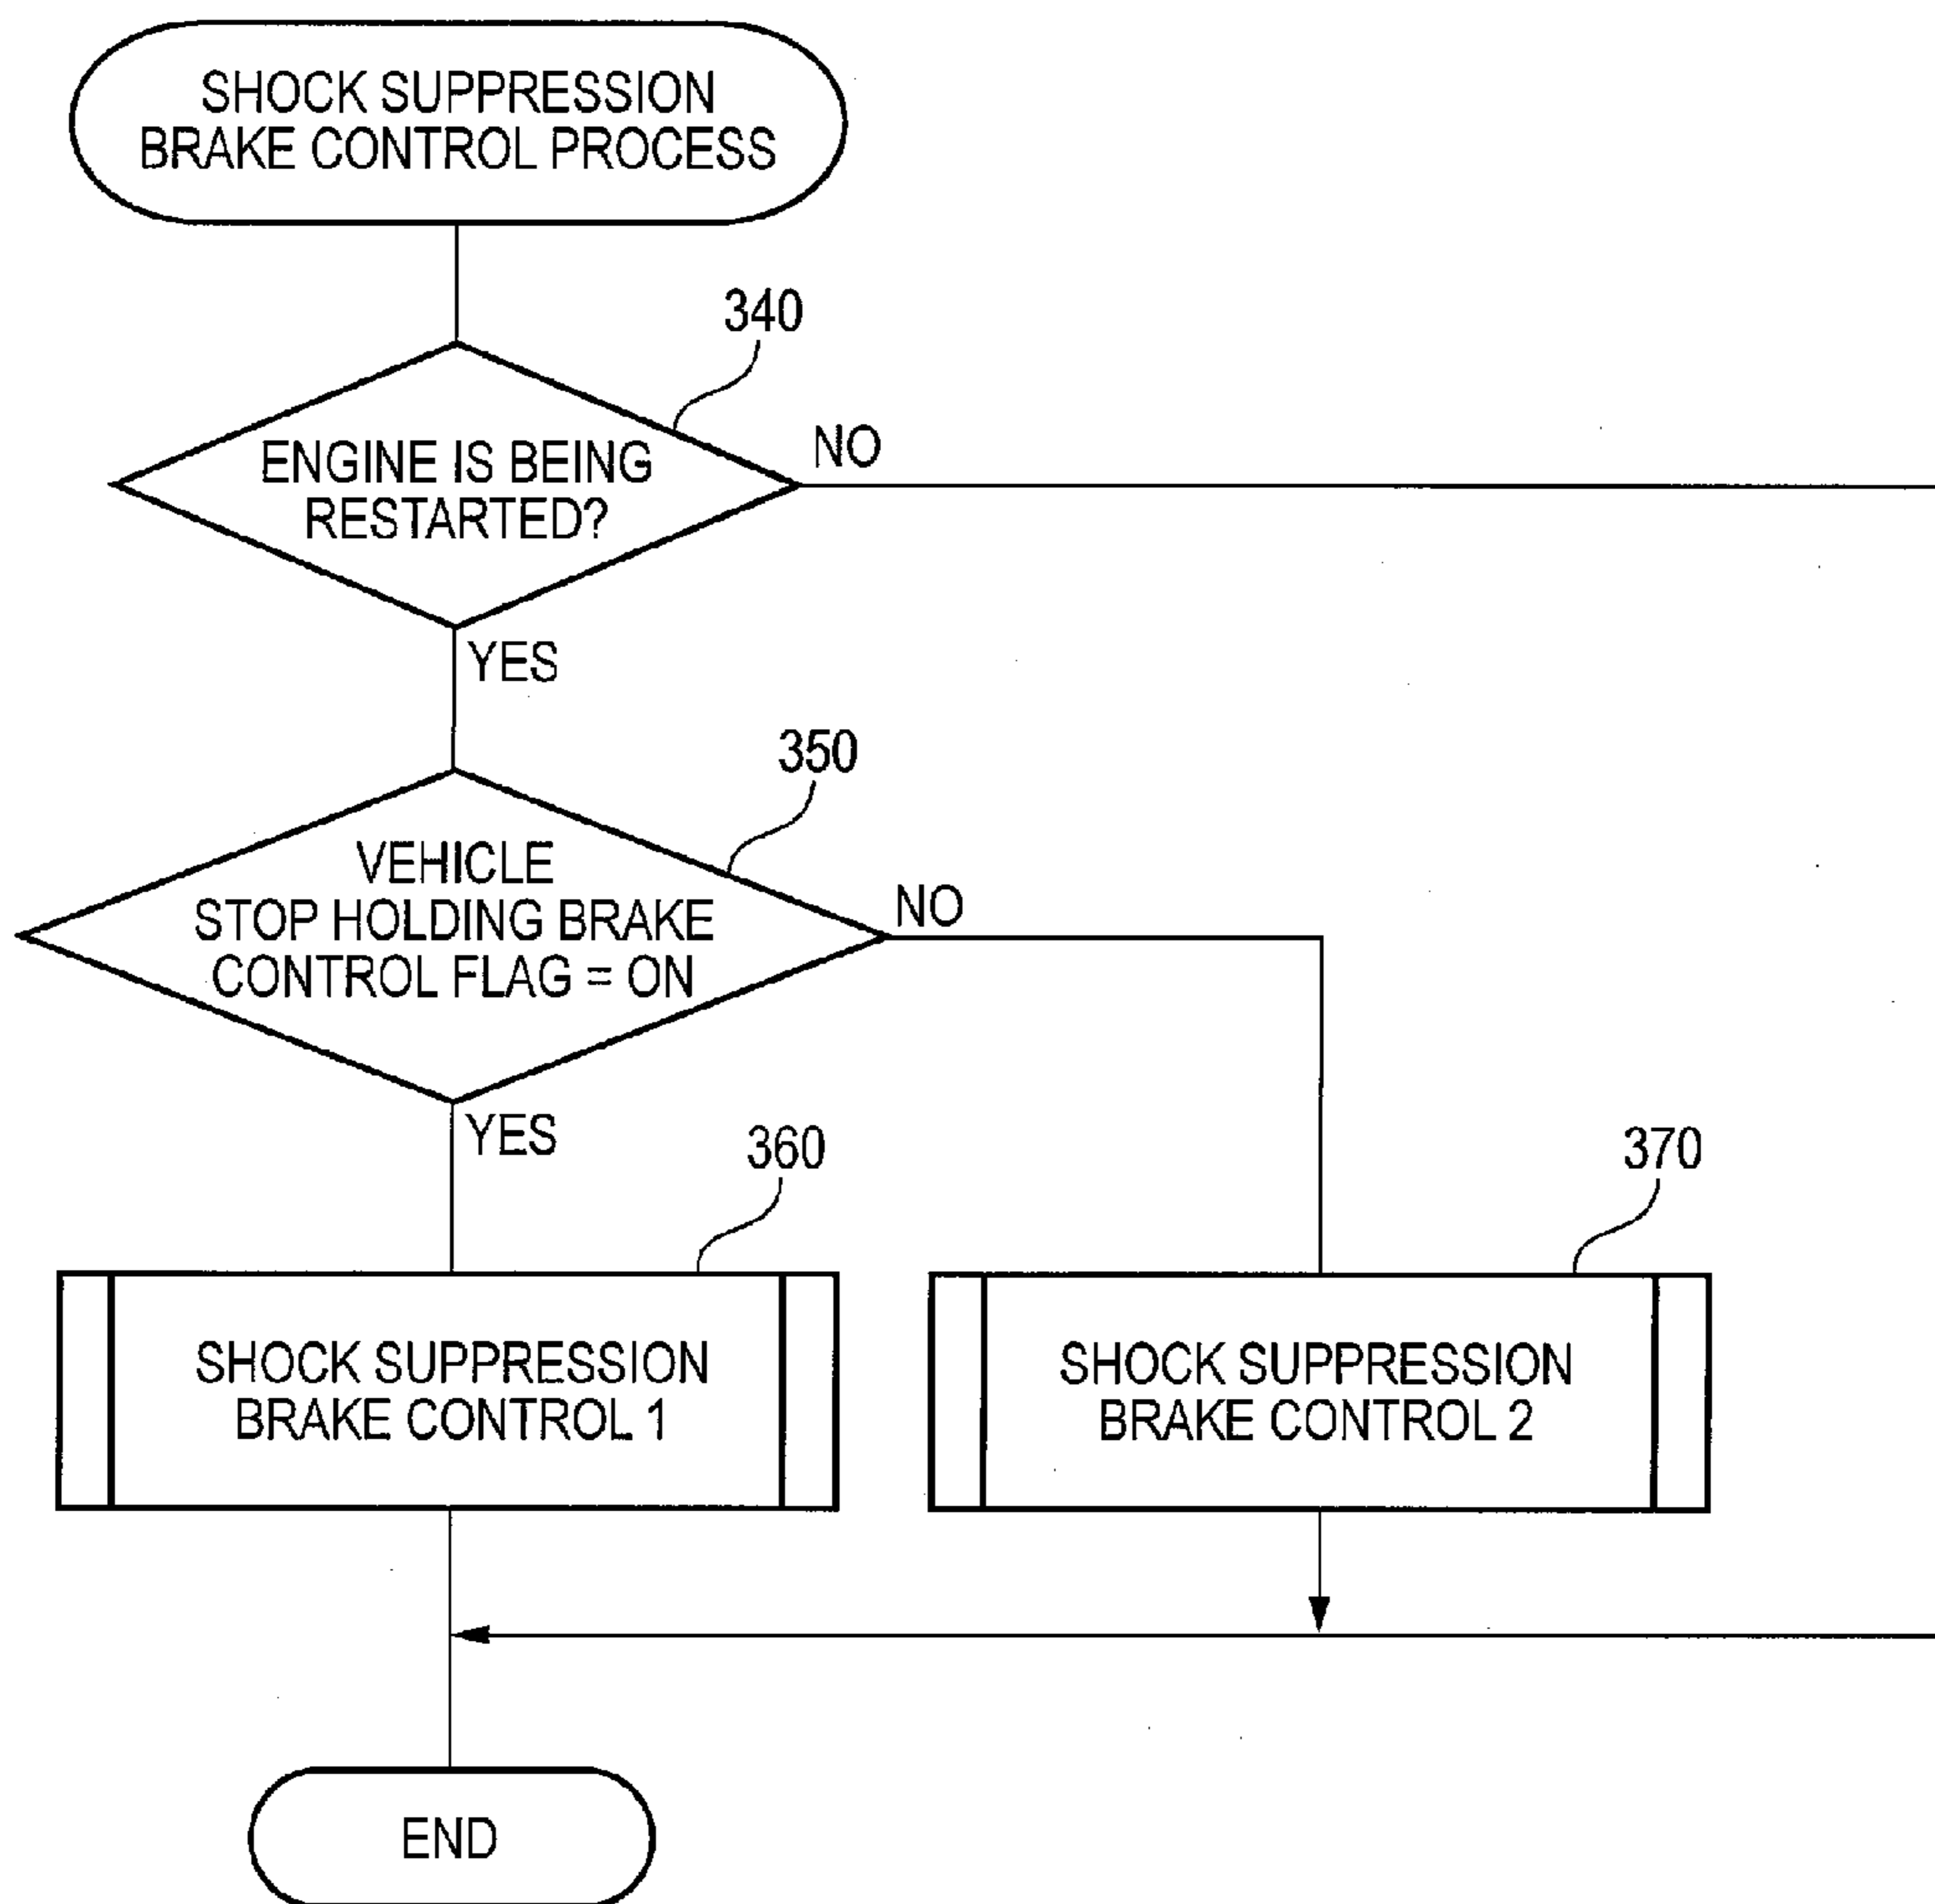 SHOCK SUPPRESSION
BRAKE CONTROL PROCESS
340
ENGINE IS BEING
RESTARTED?
NO
YES
350
VEHICLE
STOP HOLDING BRAKE
CONTROL FLAG = ON
NO
YES
360
370
SHOCK SUPPRESSION
BRAKE CONTROL 1
SHOCK SUPPRESSION
BRAKE CONTROL 2
END